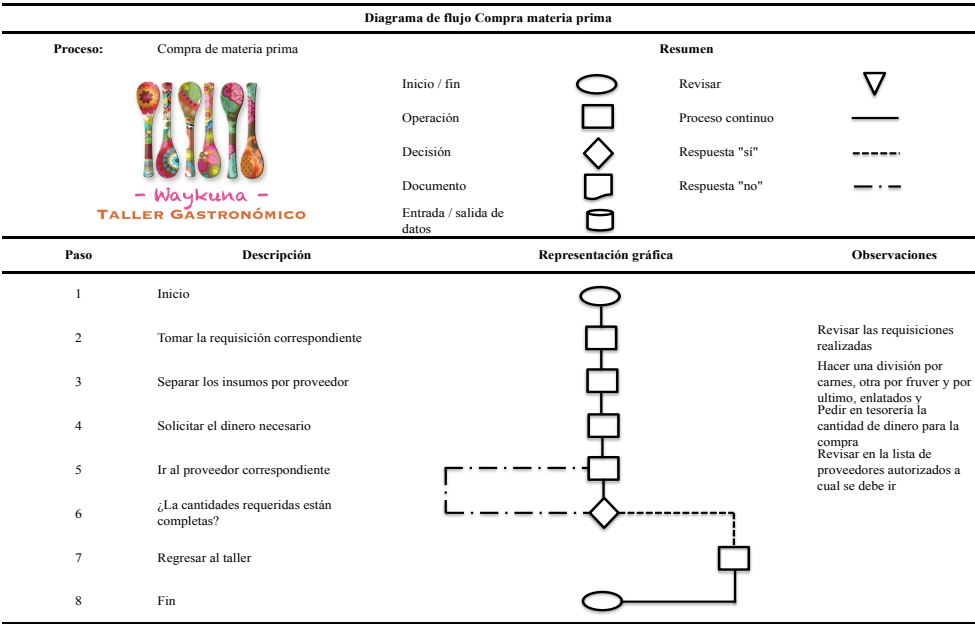 Diagrama de flujo Compra materia prima
Proceso: Compra de materia prima
Resumen
Inicio / fin
Revisar
Operación
Proceso continuo
Decisión
Respuesta "sí"
Documento
Respuesta "no"
Entrada / salida de
datos
- Waykuna -
TALLER GASTRONÓMICO
Paso Descripción Representación gráfica Observaciones
1 Inicio
2 Tomar la requisición correspondiente
Revisar las requisiciones
realizadas
3 Separar los insumos por proveedor
Hacer una división por
carnes, otra por fruver y por
ultimo, enlatados y
4 Solicitar el dinero necesario
Pedir en tesorería la
cantidad de dinero para la
compra
5 Ir al proveedor correspondiente
Revisar en la lista de
proveedores autorizados a
cual se debe ir
6 ¿La cantidades requeridas están
completas?
7 Regresar al taller
8 Fin